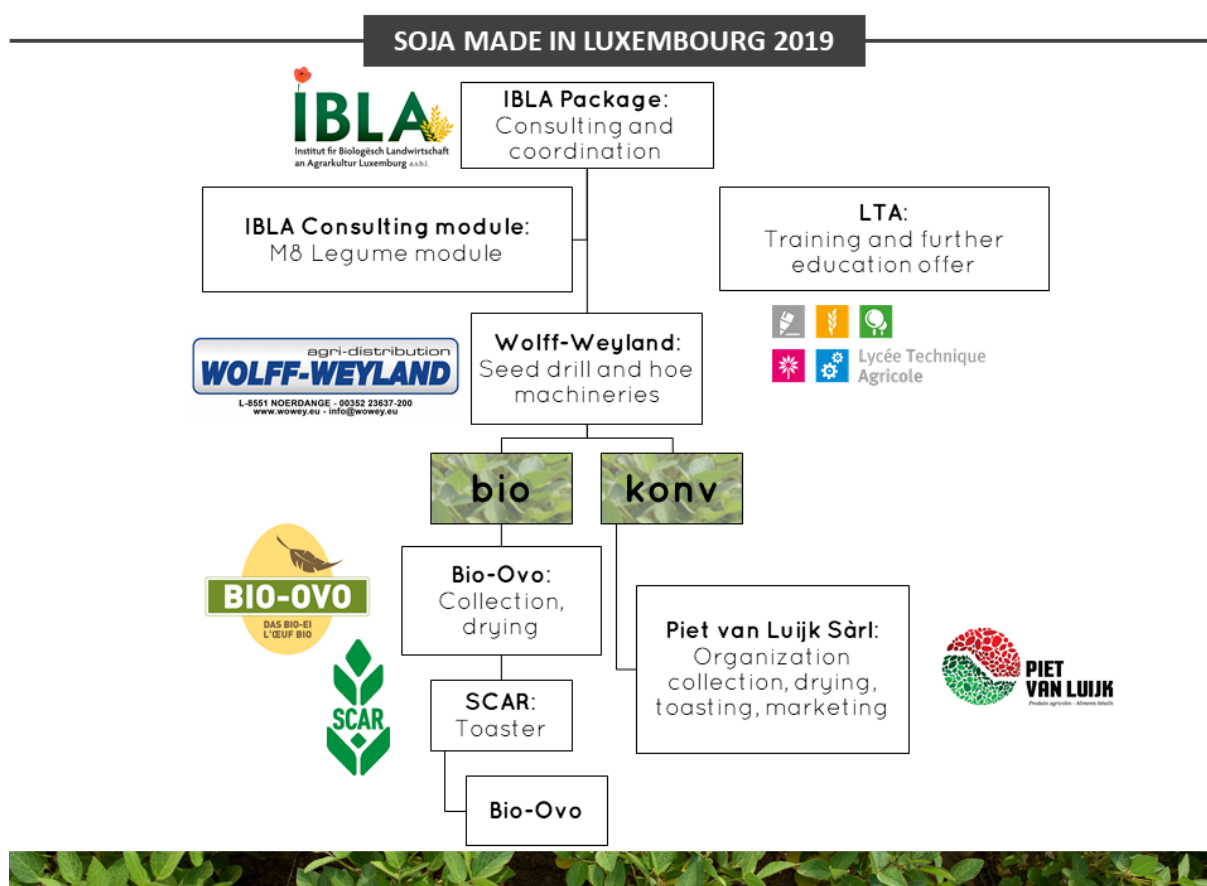 SOJA MADE IN LUXEMBOURG 2019
IBLA
Institut fir Biologësch Landwirtschaft
an Agrarkultur Luxemburg a.s.b.l.
IBLA Package:
Consulting and
coordination
IBLA Consulting module:
M8 Legume module
LTA:
Training and further
education offer
Lycée Technique
Agricole
agri-distribution
WOLFF-WEYLAND
L-8551 NOERDANGE - 00352 23637-200
www.wowey.eu - info@wowey.eu
Wolff-Weyland:
Seed drill and hoe
machineries
bio
konv
BIO-OVO
DAS BIO-EI
L'ŒUF BIO
Bio-Ovo:
Collection,
drying
Piet van Luijk Sàrl:
Organization
collection, drying,
toasting, marketing
PIET
VAN LUIJK
Produits agricoles - Aliments bétails
SCAR
SCAR:
Toaster
Bio-Ovo